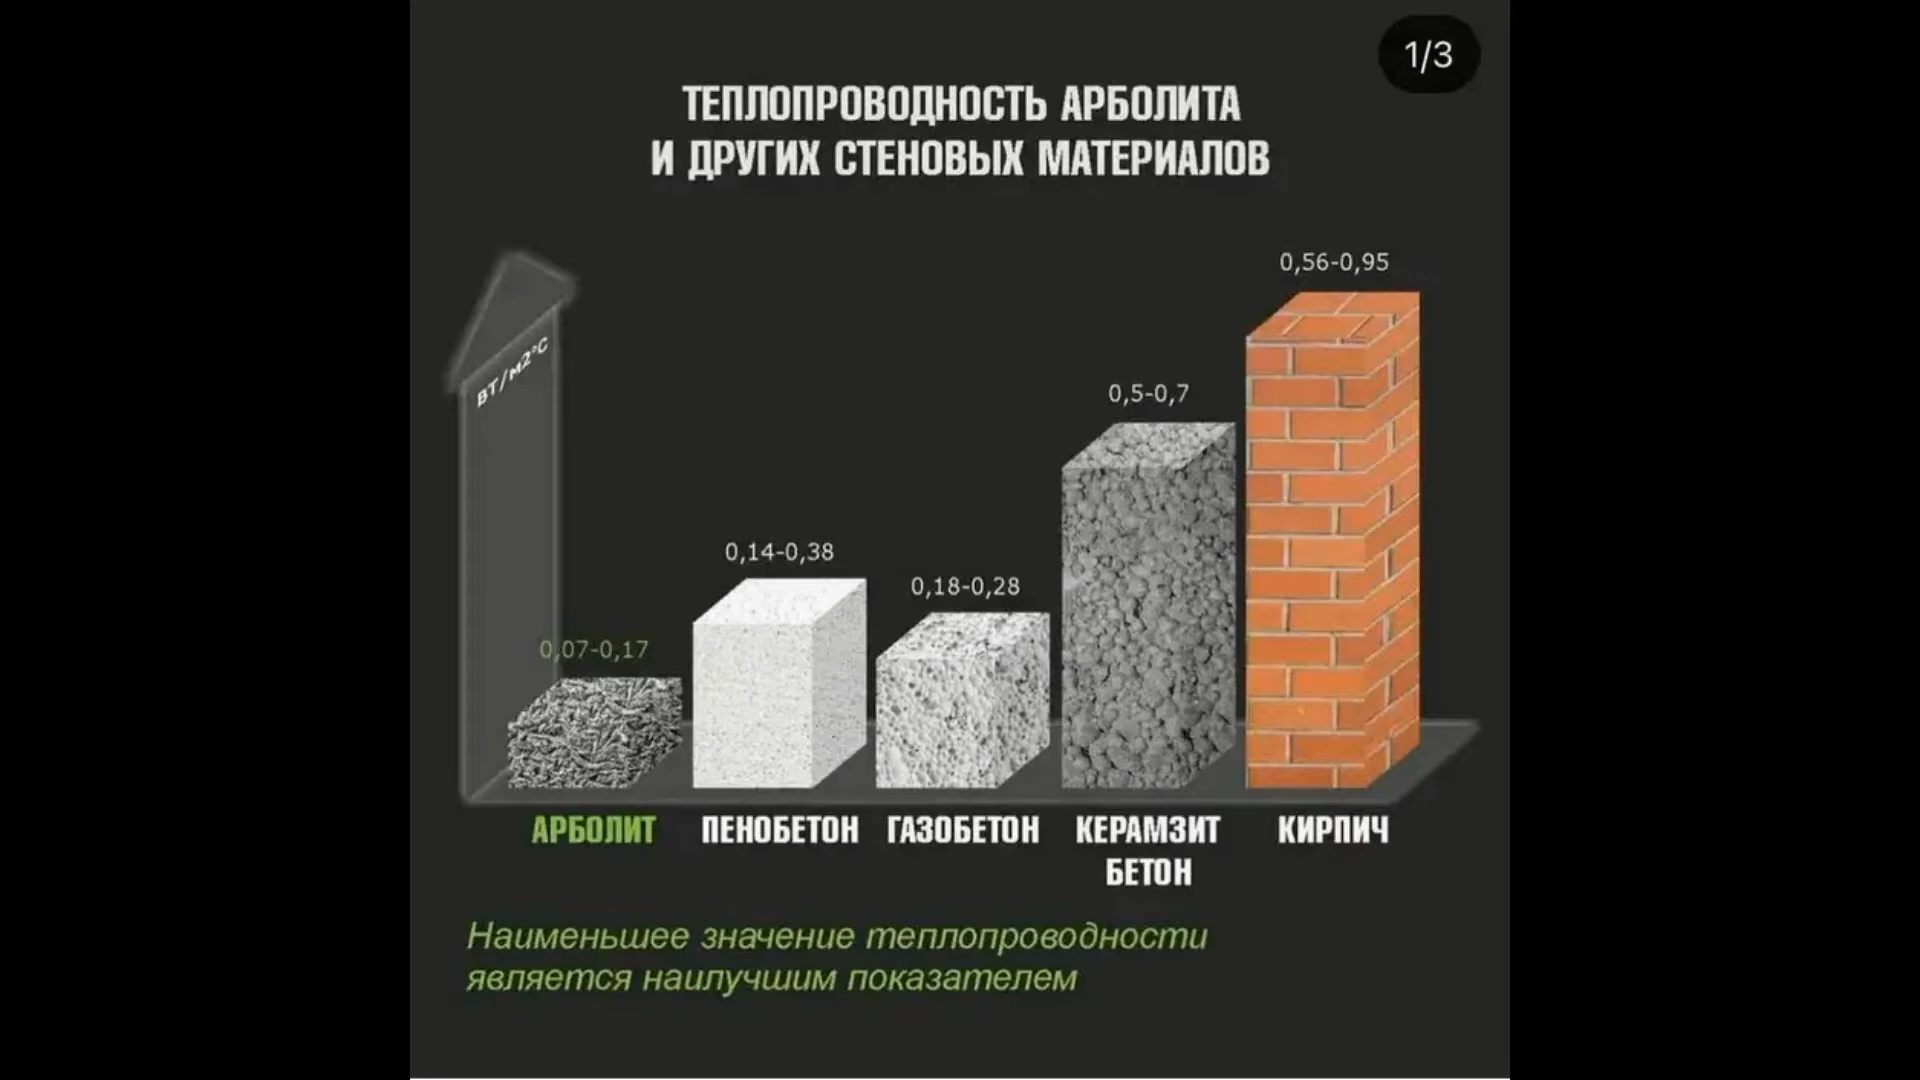 1/3
ТЕПЛОПРОВОДНОСТЬ АРБОЛИТА
И ДРУГИХ СТЕНОВЫХ МАТЕРИАЛОВ
ВТ/м2°С
0,07-0,17
0,14-0,38
0,18-0,28
0,5-0,7
0,56-0,95
АРБОЛИТ
ПЕНОБЕТОН
ГАЗОБЕТОН
КЕРАМЗИТ
БЕТОН
КИРПИЧ
Наименьшее значение теплопроводности
является наилучшим показателем